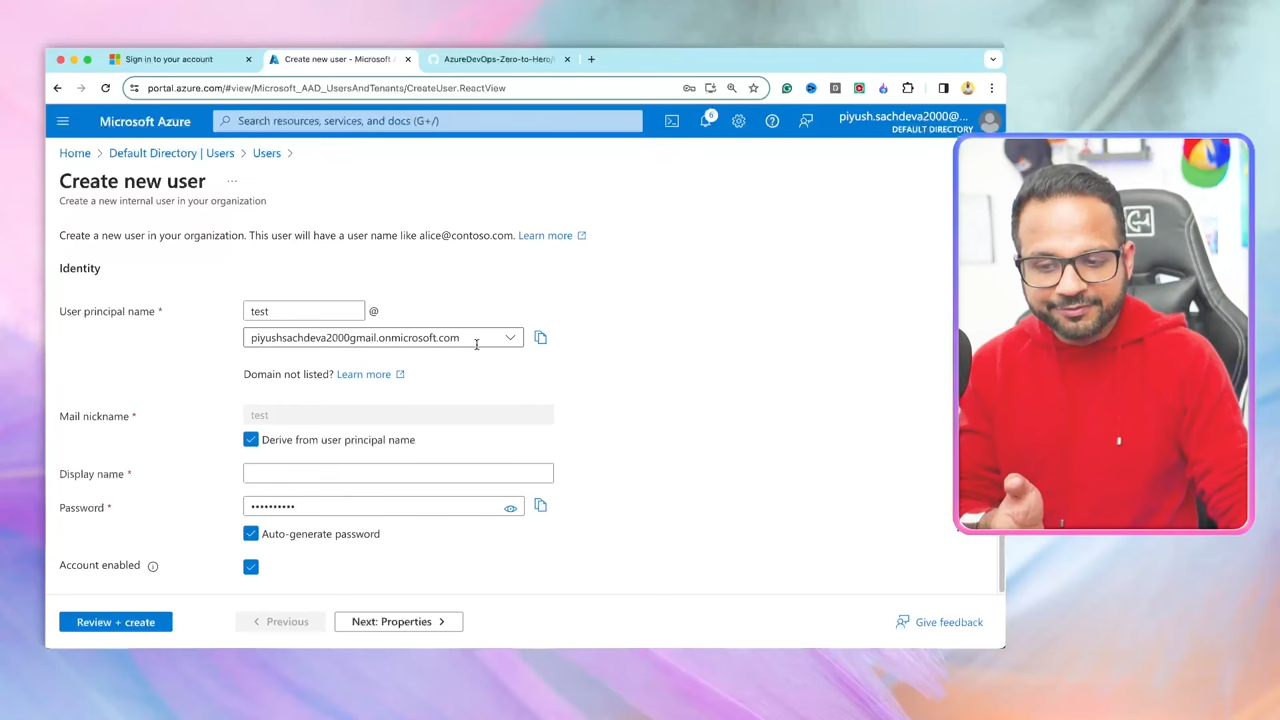 Sign in to your account
Create new user - Microsoft
AzureDevOps-Zero-to-Hero/
portal.azure.com/#view/Microsoft_AAD_UsersAndTenants/CreateUser.ReactView
Microsoft Azure
Search resources, services, and docs (G+/)
6
piyush.sachdeva2000@...
DEFAULT DIRECTORY
Home > Default Directory | Users > Users >
Create new user ...
Create a new internal user in your organization
Create a new user in your organization. This user will have a user name like alice@contoso.com. Learn more
Identity
User principal name *
test @
piyushsachdeva2000gmail.onmicrosoft.com
Domain not listed? Learn more
Mail nickname *
test
Derive from user principal name
Display name *
Password *
••••••••••
Auto-generate password
Account enabled
Review + create
< Previous
Next: Properties >
Give feedback